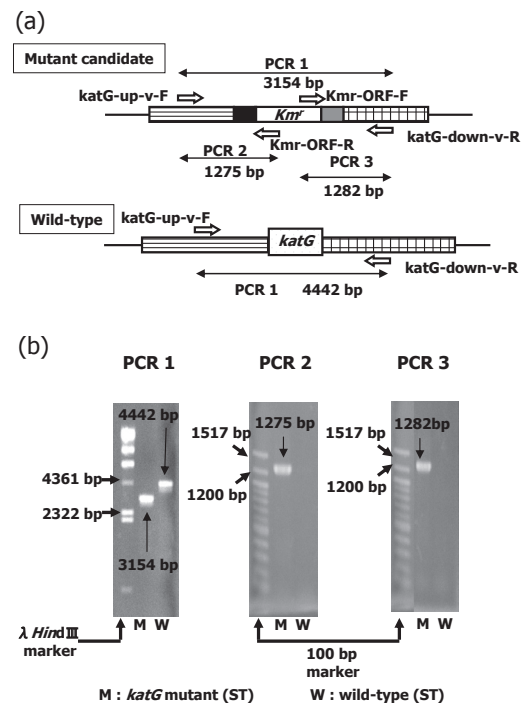 (a)
Mutant candidate
PCR 1
3154 bp
katG-up-v-F
Kmr-ORF-F
Kmʳ
Kmr-ORF-R
katG-down-v-R
PCR 2
1275 bp
PCR 3
1282 bp
Wild-type
katG-up-v-F
katG
katG-down-v-R
PCR 1 4442 bp
(b)
PCR 1 PCR 2 PCR 3
4442 bp
4361 bp
2322 bp
3154 bp
1517 bp
1275 bp
1200 bp
1517 bp
1282bp
1200 bp
M W M W M W
λ HindⅢ
marker
100 bp
marker
M : katG mutant (ST) W : wild-type (ST)